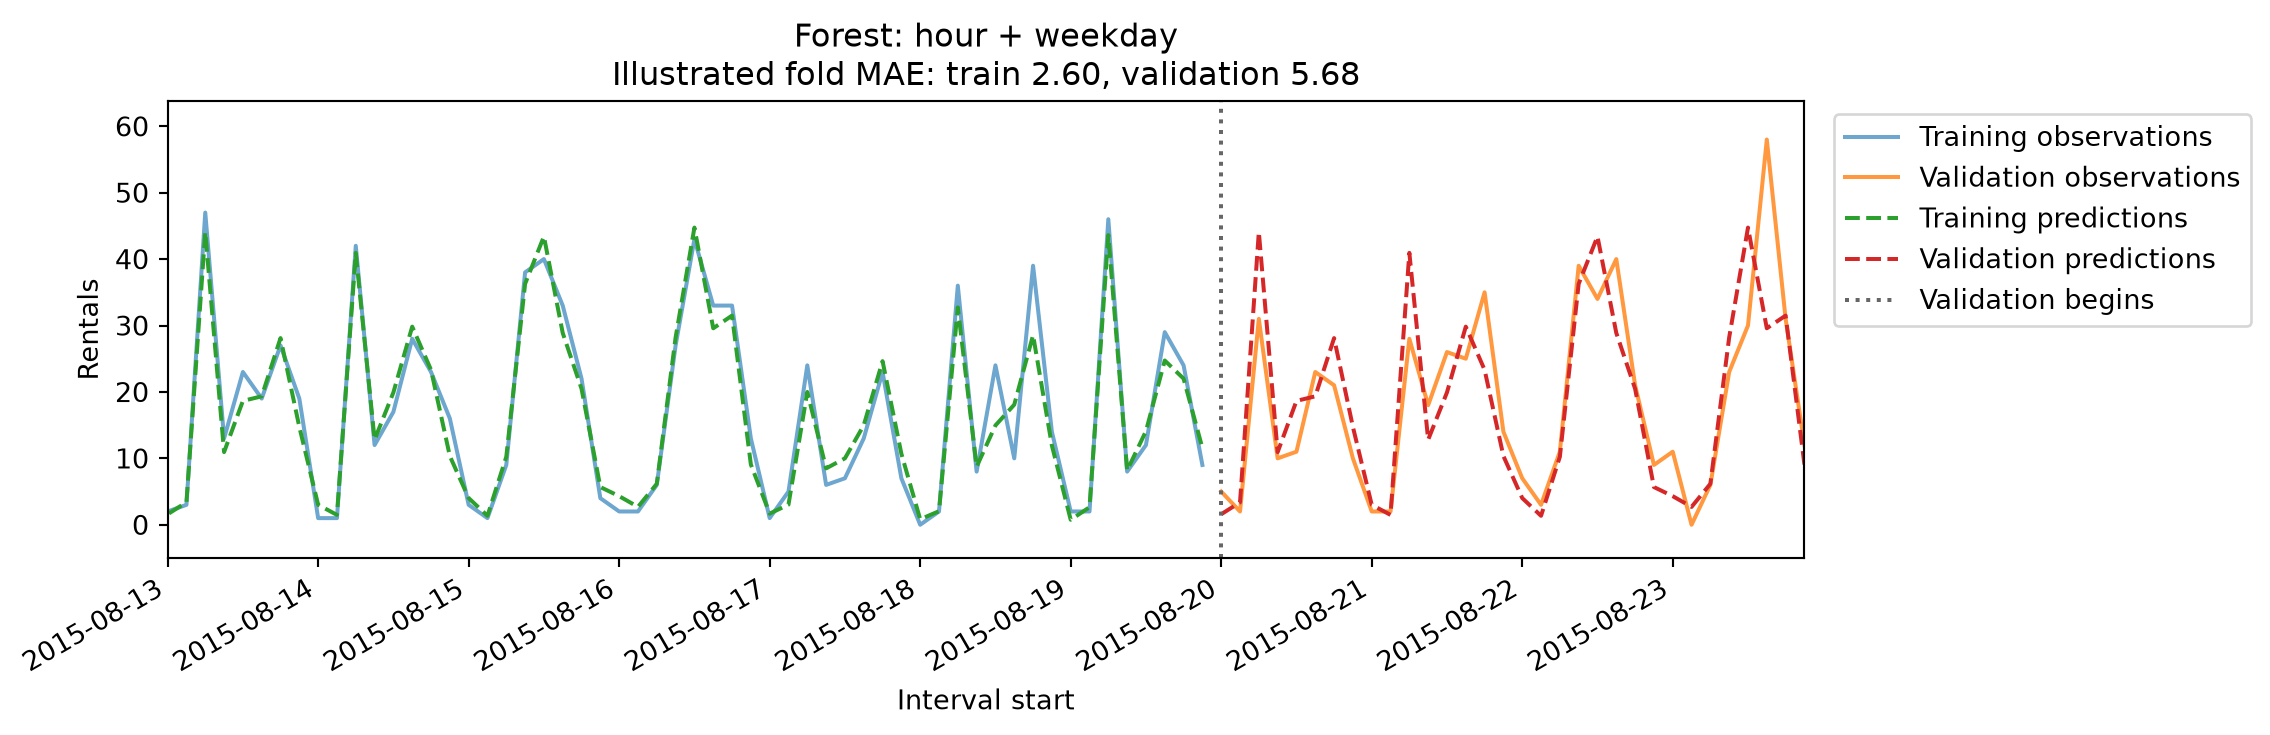 Forest: hour + weekday
Illustrated fold MAE: train 2.60, validation 5.68
Rentals
60
50
40
30
20
10
0
2015-08-13
2015-08-14
2015-08-15
2015-08-16
2015-08-17
2015-08-18
2015-08-19
2015-08-20
2015-08-21
2015-08-22
2015-08-23
Interval start
Training observations
Validation observations
Training predictions
Validation predictions
Validation begins